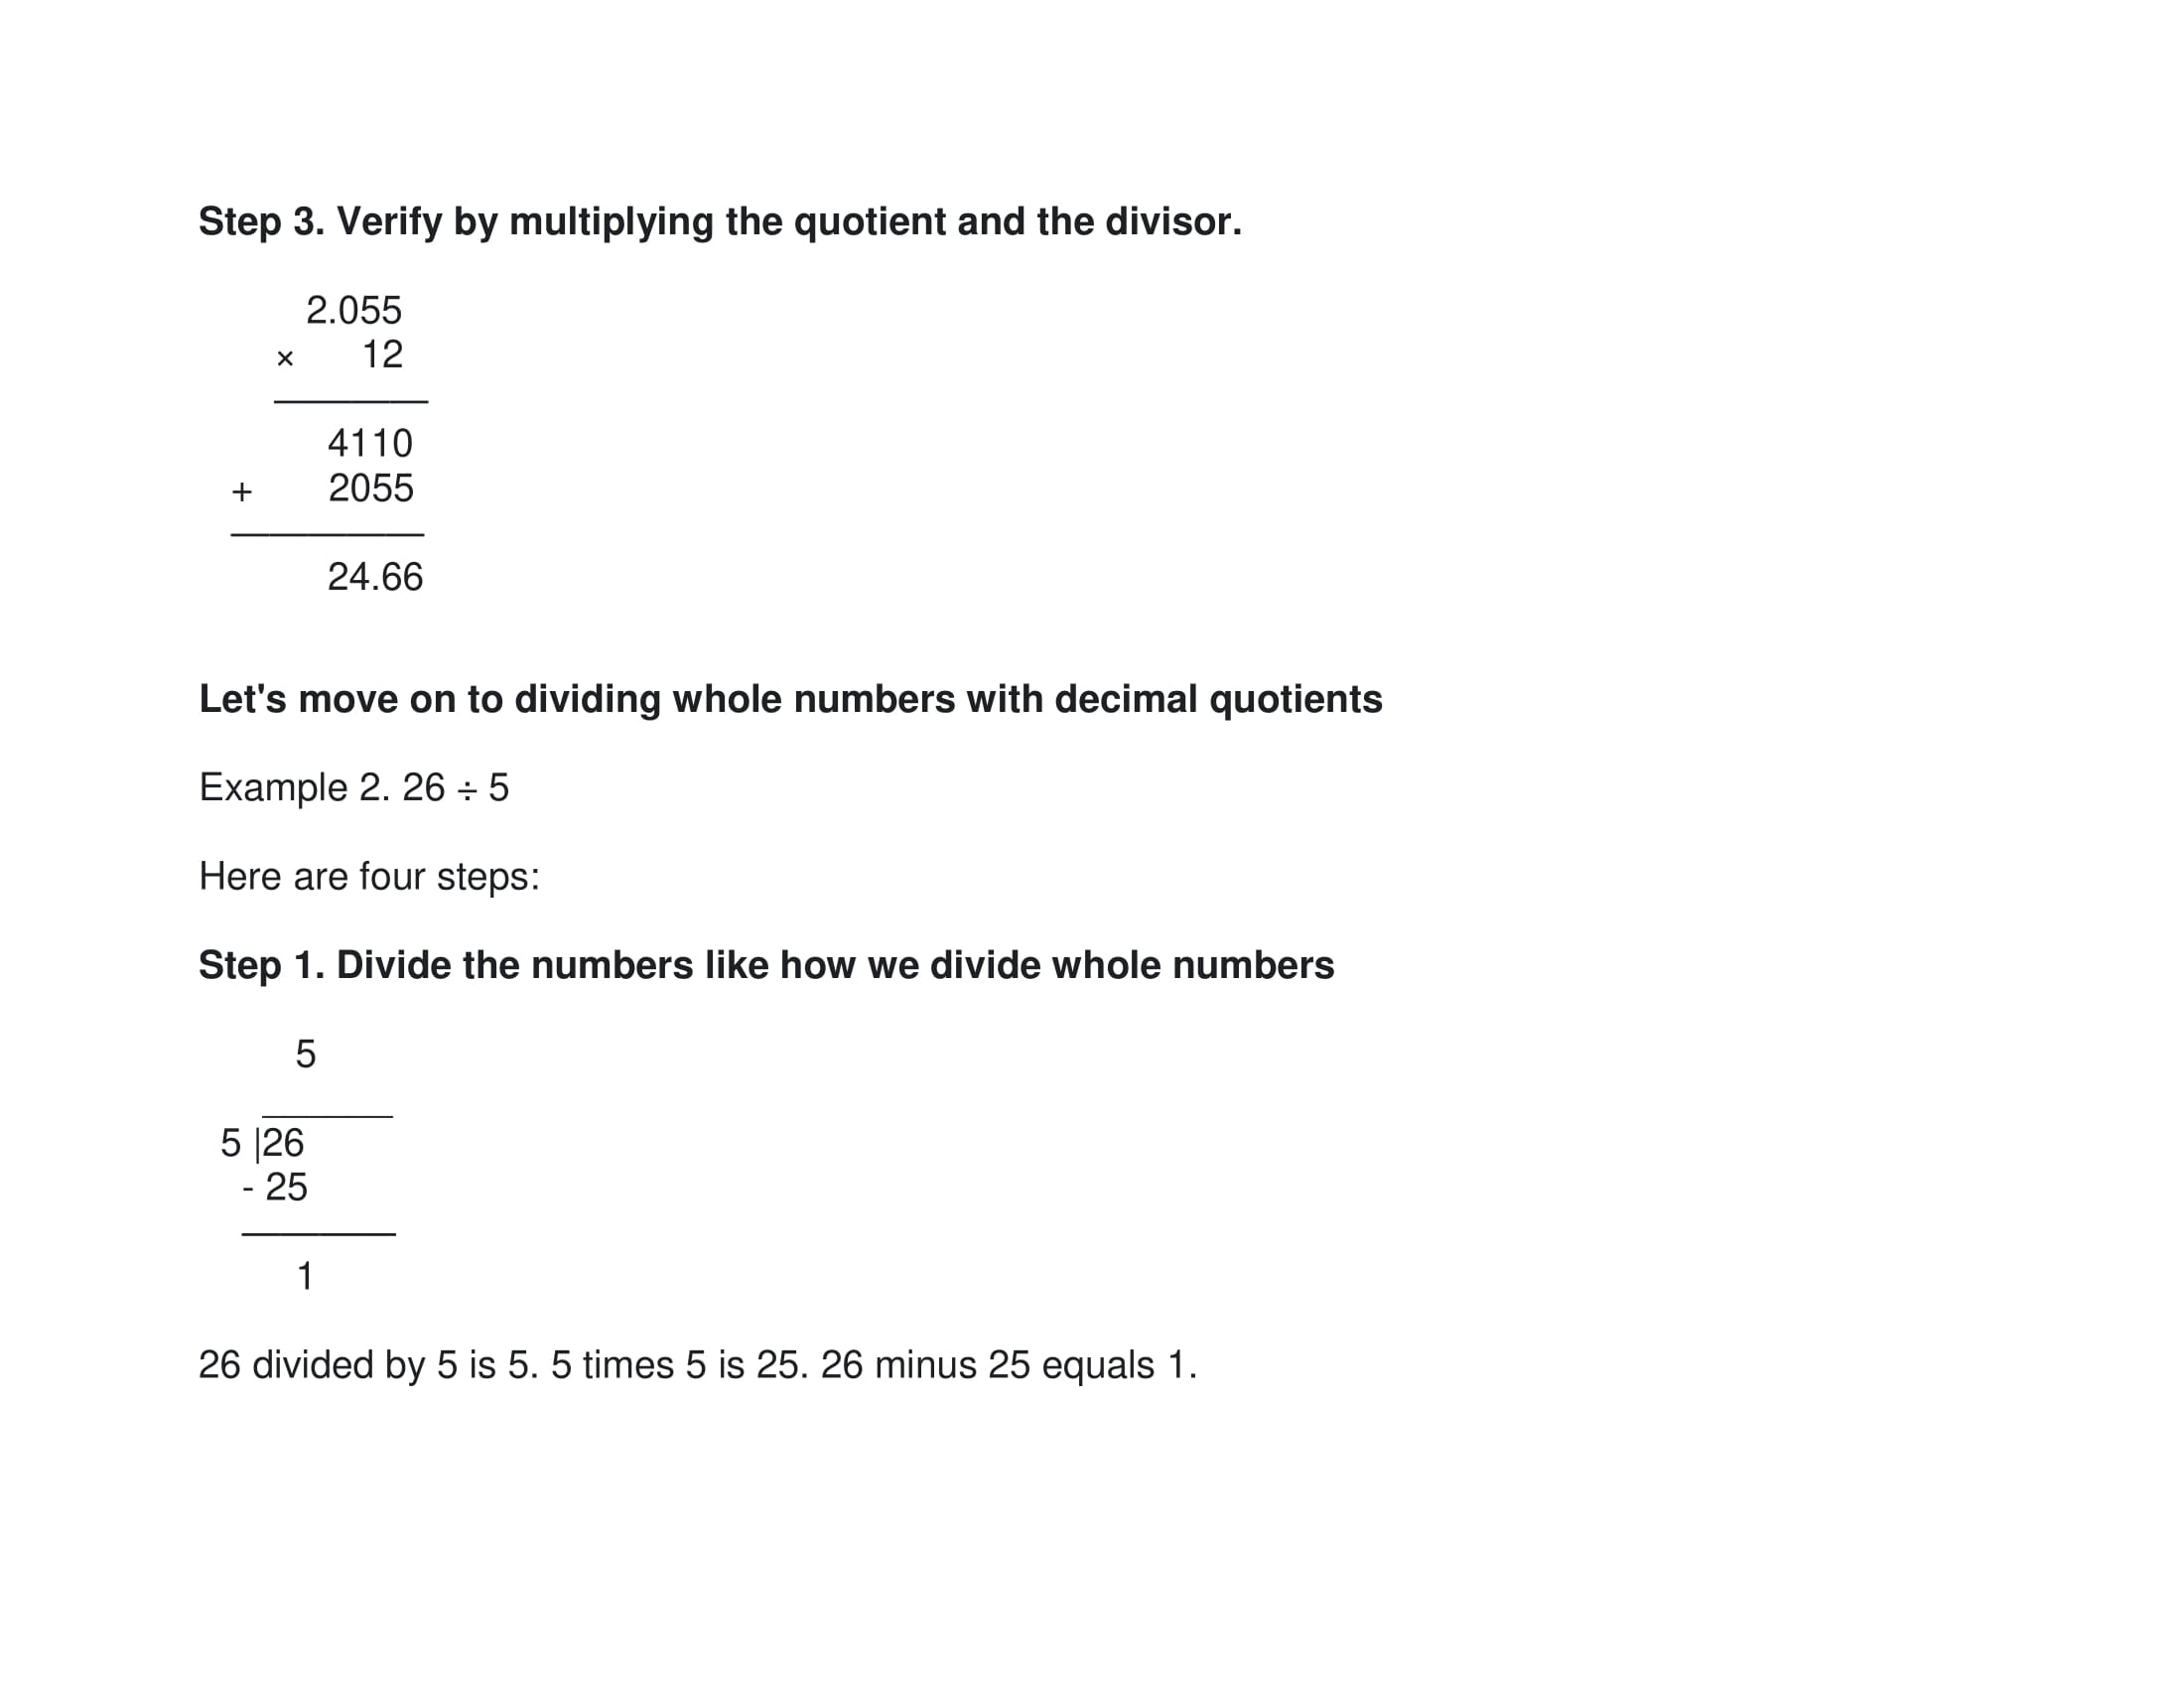 Step 3. Verify by multiplying the quotient and the divisor.
2.055
× 12
4110
+ 2055
24.66
Let's move on to dividing whole numbers with decimal quotients
Example 2. 26 ÷ 5
Here are four steps:
Step 1. Divide the numbers like how we divide whole numbers
5
5 |26
- 25
1
26 divided by 5 is 5. 5 times 5 is 25. 26 minus 25 equals 1.